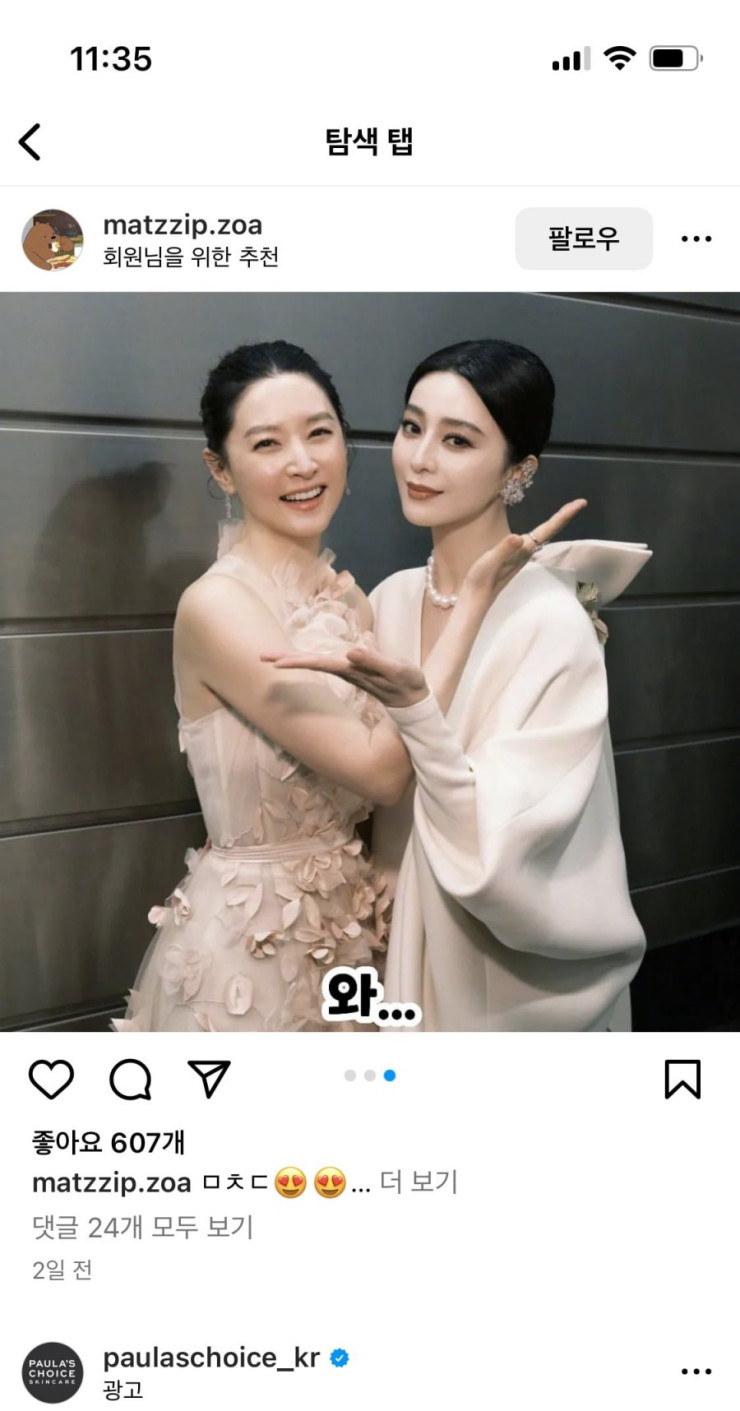 11:35
탐색 탭
matzzip.zoa
회원님을 위한 추천
팔로우
와...
좋아요 607개
matzzip.zoa ㅁㅊㄷ😍😍... 더 보기
댓글 24개 모두 보기
2일 전
PAULA'S
CHOICE
SKINCARE
paulaschoice_kr
광고